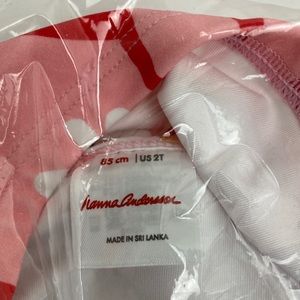 85 cm | US 2T
Hanna Andersson
MADE IN SRI LANKA